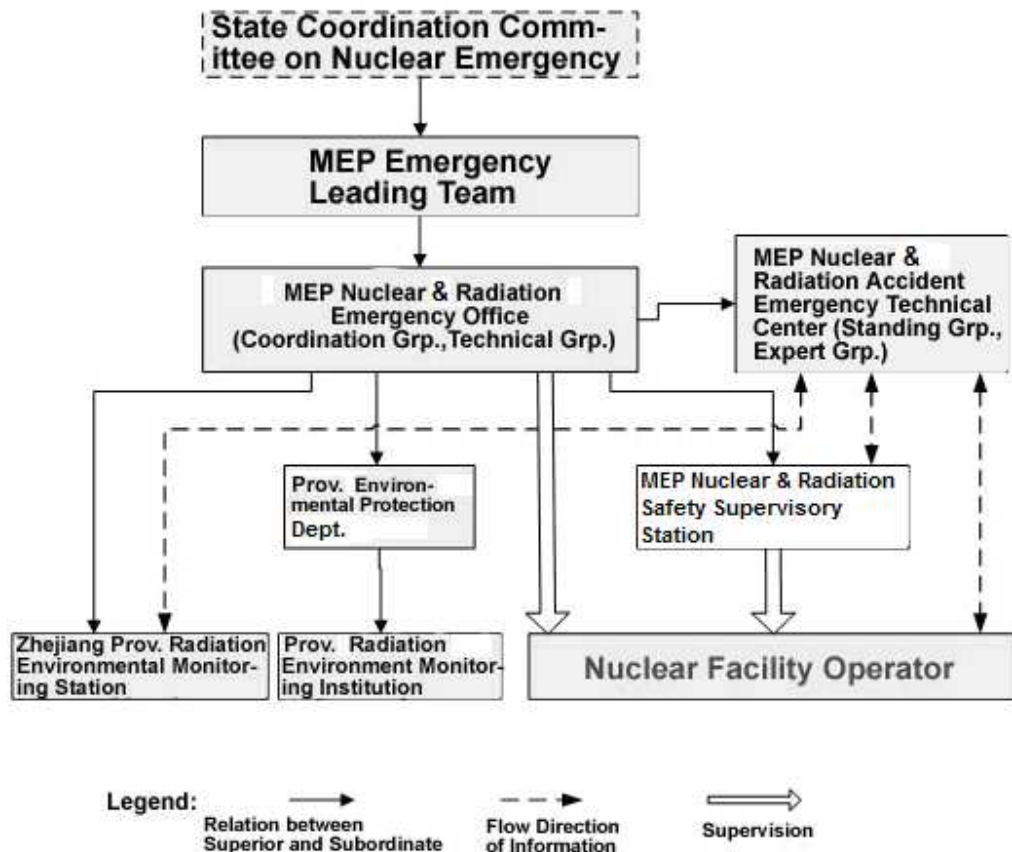 State Coordination Comm-
ittee on Nuclear Emergency
MEP Emergency
Leading Team
MEP Nuclear & Radiation
Emergency Office
(Coordination Grp.,Technical Grp.)
MEP Nuclear &
Radiation Accident
Emergency Technical
Center (Standing Grp.,
Expert Grp.)
Prov. Environ-
mental Protection
Dept.
MEP Nuclear & Radiation
Safety Supervisory
Station
Zhejiang Prov. Radiation
Environmental Monitor-
ing Station
Prov. Radiation
Environment Monitor-
ing Institution
Nuclear Facility Operator
Legend:
Relation between
Superior and Subordinate
Flow Direction
of Information
Supervision